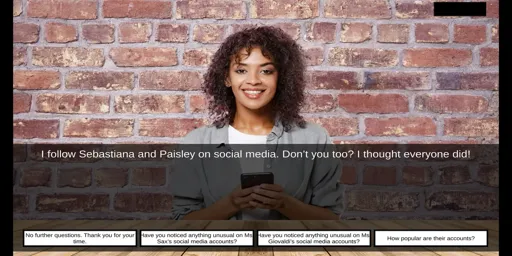 I follow Sebastiana and Paisley on social media. Don't you too? I thought everyone did!
No further questions. Thank you for your
time.
Have you noticed anything unusual on Ms
Sax's social media accounts?
Have you noticed anything unusual on Ms
Giovaldi's social media accounts?
How popular are their accounts?